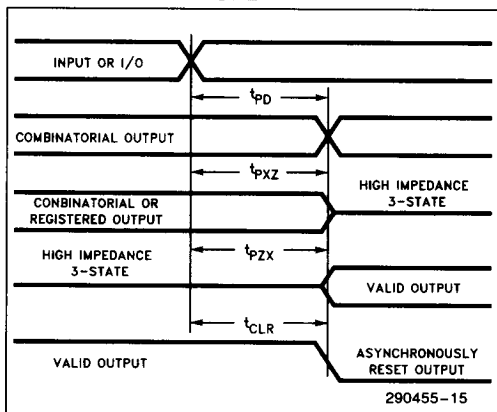 INPUT OR I/O
tPD
COMBINATORIAL OUTPUT
tPXZ
CONBINATORIAL OR
REGISTERED OUTPUT
HIGH IMPEDANCE
3-STATE
tPZX
HIGH IMPEDANCE
3-STATE
VALID OUTPUT
tCLR
VALID OUTPUT
ASYNCHRONOUSLY
RESET OUTPUT
290455-15